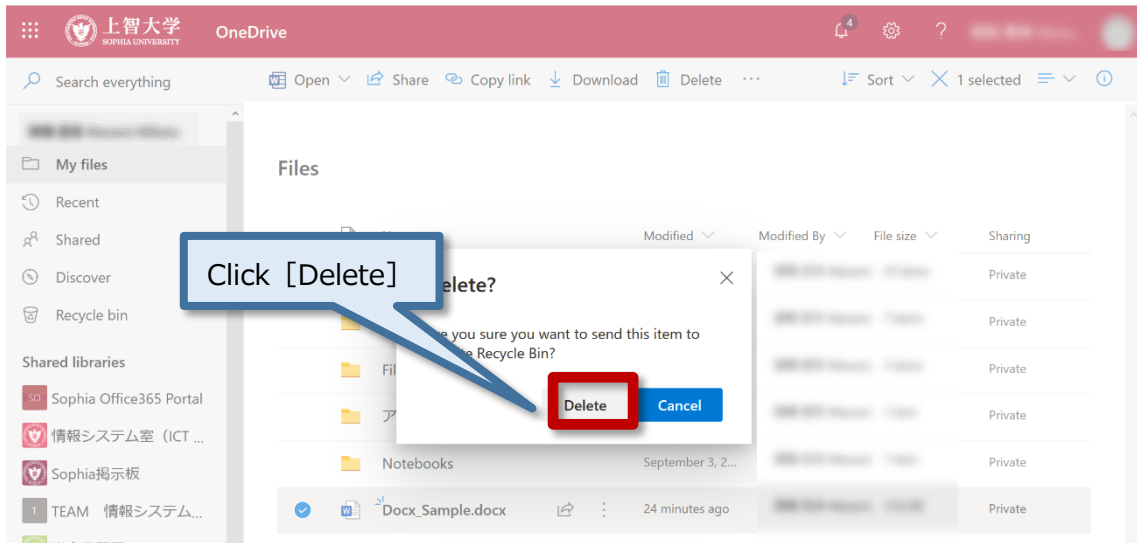 上智大学
SOPHIA UNIVERSITY
OneDrive
4
?
Search everything
Open
Share
Copy link
Download
Delete
...
Sort
1 selected
My files
Recent
Shared
Discover
Recycle bin
Shared libraries
SO
Sophia Office365 Portal
情報システム室（ICT ...
Sophia掲示板
T
TEAM 情報システム...
Files
Modified
Modified By
File size
Sharing
Private
Private
Private
Private
Notebooks
September 3, 2...
Private
Docx_Sample.docx
24 minutes ago
Private
Click［Delete］
elete?
you sure you want to send this item to
Recycle Bin?
Delete
Cancel